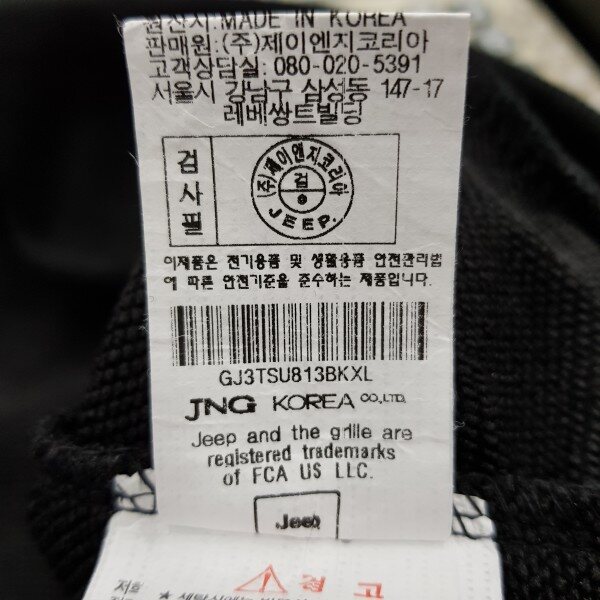 원산지:MADE IN KOREA
판매원:(주)제이엔지코리아
고객상담실:080-020-5391
서울시 강남구 삼성동 147-17
레베쌍트빌딩
검사필
(주)제이엔지코리아
검
JEEP.
이제품은 전기용품 및 생활용품 안전관리법
에 따른 안전기준을 준수하는 제품입니다.
GJ3TSU813BKXL
JNG KOREA CO.,LTD.
Jeep and the grille are
registered trademarks
of FCA US LLC.
Jeep
경고